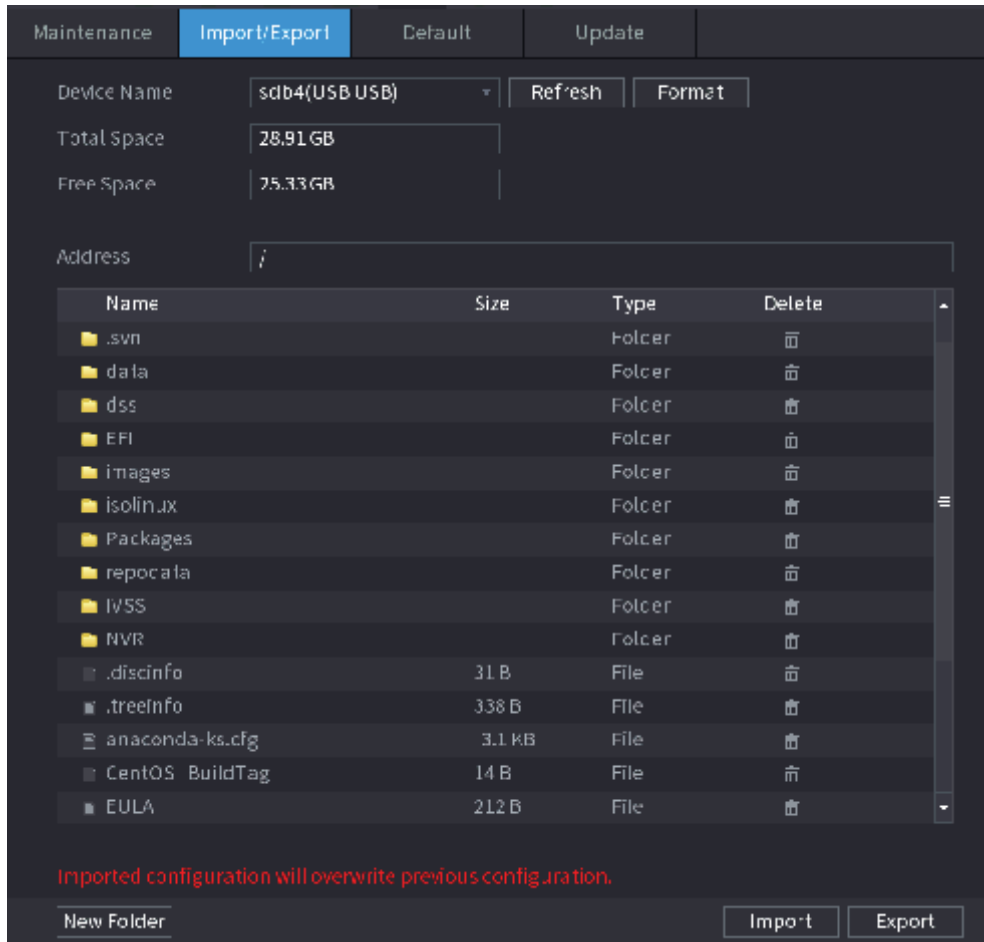 Maintenance Import/Export Default Update
Device Name sdb4(USB USB) Refresh Format
Total Space 28.91 GB
Free Space 25.33 GB
Address /
Name Size Type Delete
.svn Folder
data Folder
dss Folder
EFI Folder
images Folder
isolinux Folder
Packages Folder
repodata Folder
IVSS Folder
NVR Folder
.discinfo 31 B File
.treeinfo 338 B File
anaconda-ks.cfg 3.1 KB File
CentOS_BuildTag 14 B File
EULA 212 B File
Imported configuration will overwrite previous configuration.
New Folder Import Export